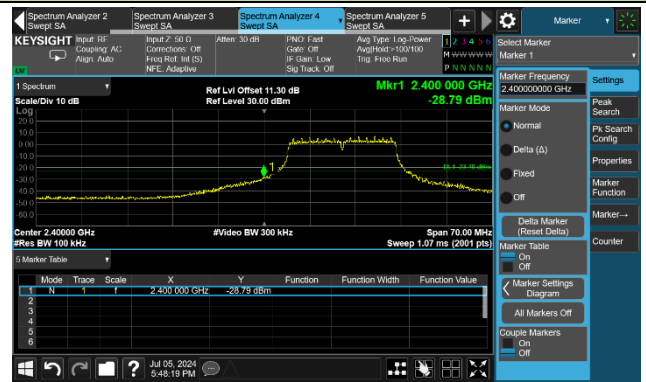 Spectrum Analyzer 2
Swept SA
Spectrum Analyzer 3
Swept SA
Spectrum Analyzer 4
Swept SA
Spectrum Analyzer 5
Swept SA
+
Marker
KEYSIGHT
Input: RF
Coupling: AC
Align: Auto
Input Z: 50 Ω
Corrections: Off
Freq Ref: Int (S)
NFE: Adaptive
Atten: 30 dB
PNO: Fast
Gate: Off
IF Gain: Low
Sig Track: Off
Avg Type: Log-Power
Avg|Hold:>100/100
Trig: Free Run
1 2 3 4 5 6
M W W W W W
P N N N N N
LW
1 Spectrum
Scale/Div 10 dB
Log
Ref Lvl Offset 11.30 dB
Ref Level 30.00 dBm
Mkr1 2.400 000 GHz
-28.79 dBm
20.0
10.0
0.00
-10.0
-20.0
-30.0
-40.0
-50.0
-60.0
1
DL1 -23.18 dBm
Center 2.40000 GHz
#Res BW 100 kHz
#Video BW 300 kHz
Span 70.00 MHz
Sweep 1.07 ms (2001 pts)
5 Marker Table
Mode Trace Scale X Y Function Function Width Function Value
1 N 1 f 2.400 000 GHz -28.79 dBm
2
3
4
5
6
Select Marker
Marker 1
Marker Frequency
2.400000000 GHz
Marker Mode
Normal
Delta (Δ)
Fixed
Off
Delta Marker
(Reset Delta)
Marker Table
On
Off
Marker Settings
Diagram
All Markers Off
Couple Markers
On
Off
Settings
Peak
Search
Pk Search
Config
Properties
Marker
Function
Marker→
Counter
?
Jul 05, 2024
5:48:19 PM